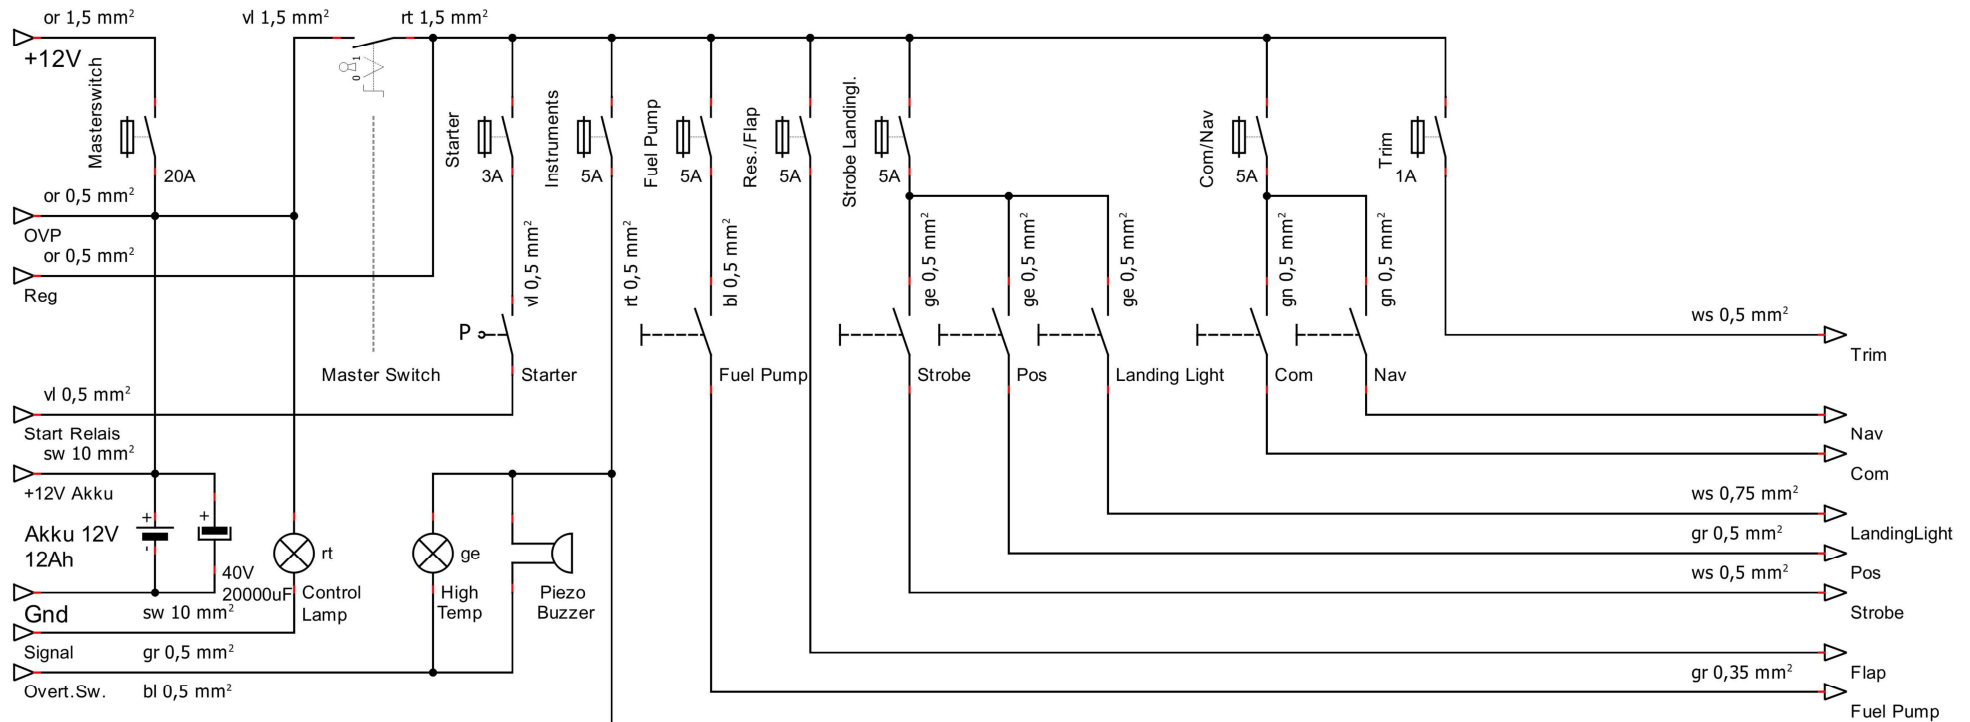 or 1,5 mm²
vl 1,5 mm²
rt 1,5 mm²
+12V
Masterswitch
20A
0 1
Starter
3A
Instruments
5A
Fuel Pump
5A
Res./Flap
5A
Strobe Landingl.
5A
Com/Nav
5A
Trim
1A
or 0,5 mm²
OVP
or 0,5 mm²
Reg
vl 0,5 mm²
rt 0,5 mm²
bl 0,5 mm²
ge 0,5 mm²
ge 0,5 mm²
ge 0,5 mm²
gn 0,5 mm²
gn 0,5 mm²
P
Master Switch
Starter
Fuel Pump
Strobe
Pos
Landing Light
Com
Nav
ws 0,5 mm²
Trim
vl 0,5 mm²
Start Relais
Nav
sw 10 mm²
Com
+12V Akku
ws 0,75 mm²
LandingLight
Akku 12V
12Ah
+
-
+
40V
20000uF
rt
Control
Lamp
ge
High
Temp
Piezo
Buzzer
gr 0,5 mm²
Pos
ws 0,5 mm²
Strobe
Gnd
sw 10 mm²
Signal
gr 0,5 mm²
Flap
Overt.Sw.
bl 0,5 mm²
gr 0,35 mm²
Fuel Pump